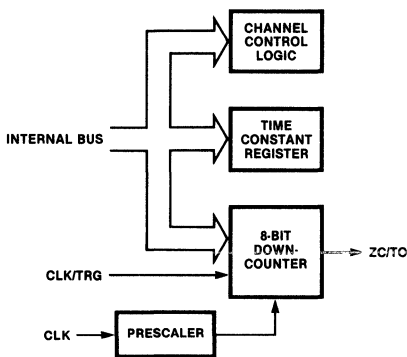 CHANNEL
CONTROL
LOGIC
INTERNAL BUS
TIME
CONSTANT
REGISTER
8-BIT
DOWN-
COUNTER
ZC/TO
CLK/TRG
CLK
PRESCALER